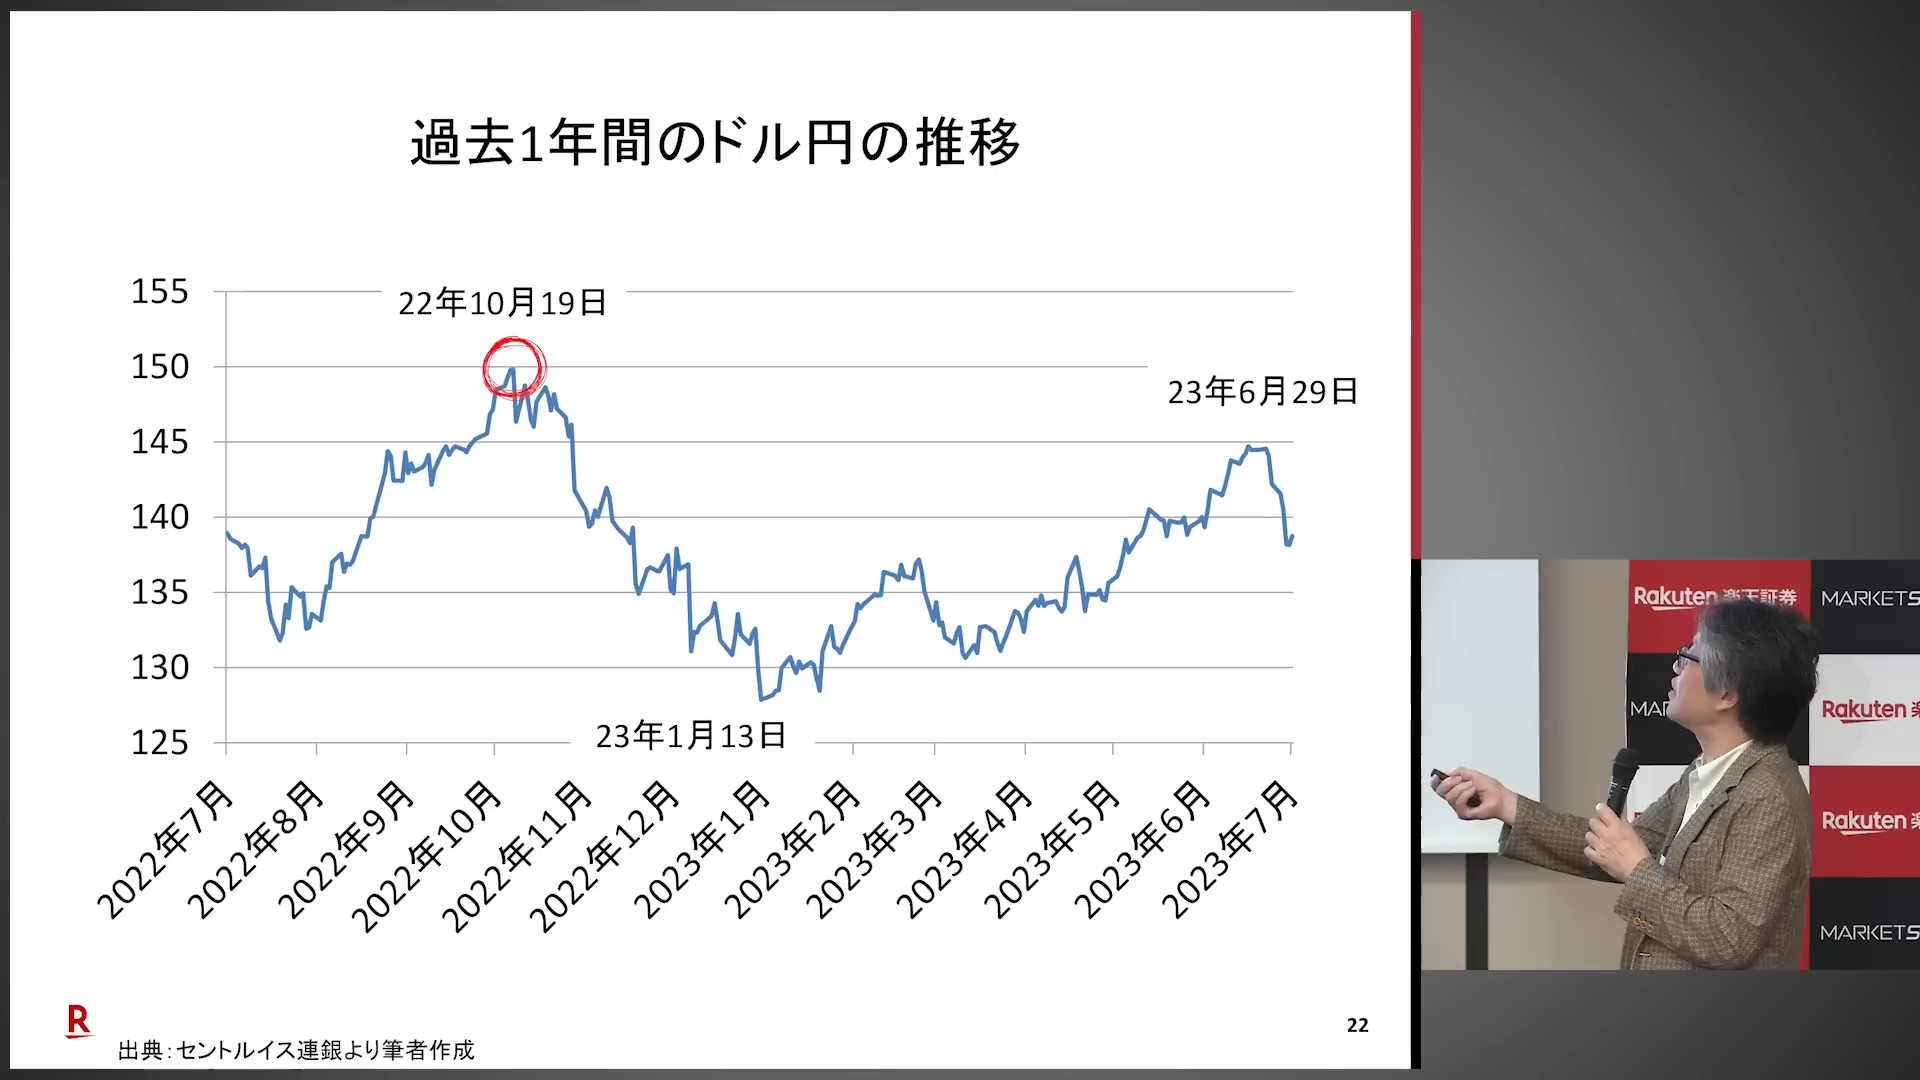 過去1年間のドル円の推移
155
22年10月19日
150
23年6月29日
145
140
135
130
23年1月13日
125
2022年7月
2022年8月
2022年9月
2022年10月
2022年11月
2022年12月
2023年1月
2023年2月
2023年3月
2023年4月
2023年5月
2023年6月
2023年7月
R
22
出典：セントルイス連銀より筆者作成
Rakuten 楽天証券
MARKETS
MAR
Rakuten 楽
Rakuten 楽
MARKETS